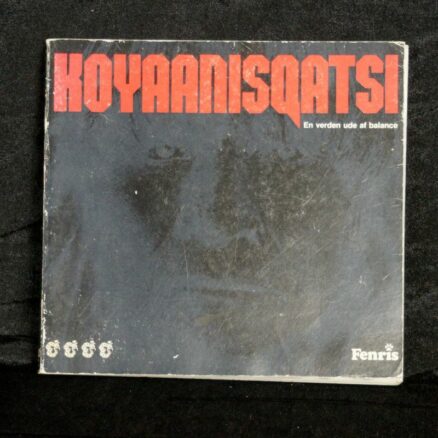 KOYAANISQATSI
En verden ude af balance
Fenris